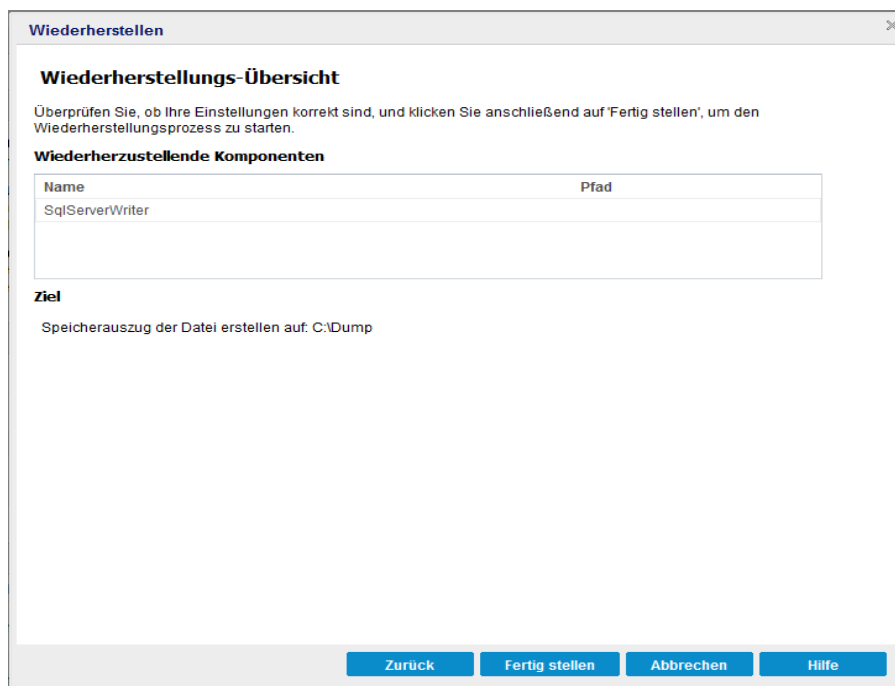 Wiederherstellen
Wiederherstellungs-Übersicht
Überprüfen Sie, ob Ihre Einstellungen korrekt sind, und klicken Sie anschließend auf 'Fertig stellen', um den
Wiederherstellungsprozess zu starten.
Wiederherzustellende Komponenten
Name Pfad
SqlServerWriter
Ziel
Speicherauszug der Datei erstellen auf: C:\Dump
Zurück Fertig stellen Abbrechen Hilfe